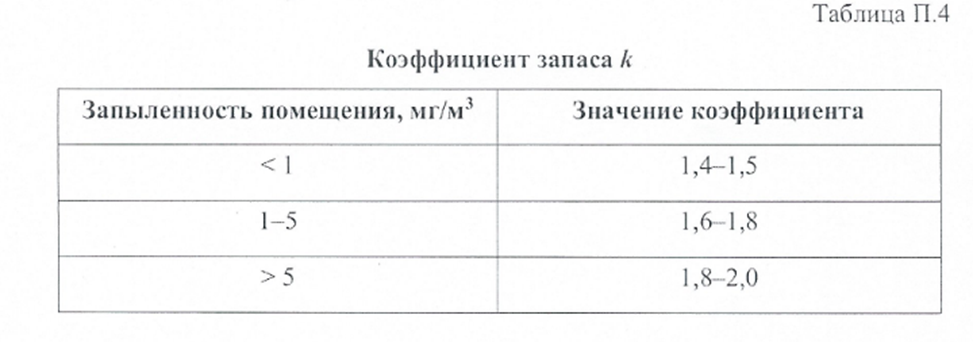 Таблица П.4
Коэффициент запаса k
Запыленность помещения, мг/м³ Значение коэффициента
< 1 1,4–1,5
1–5 1,6–1,8
> 5 1,8–2,0